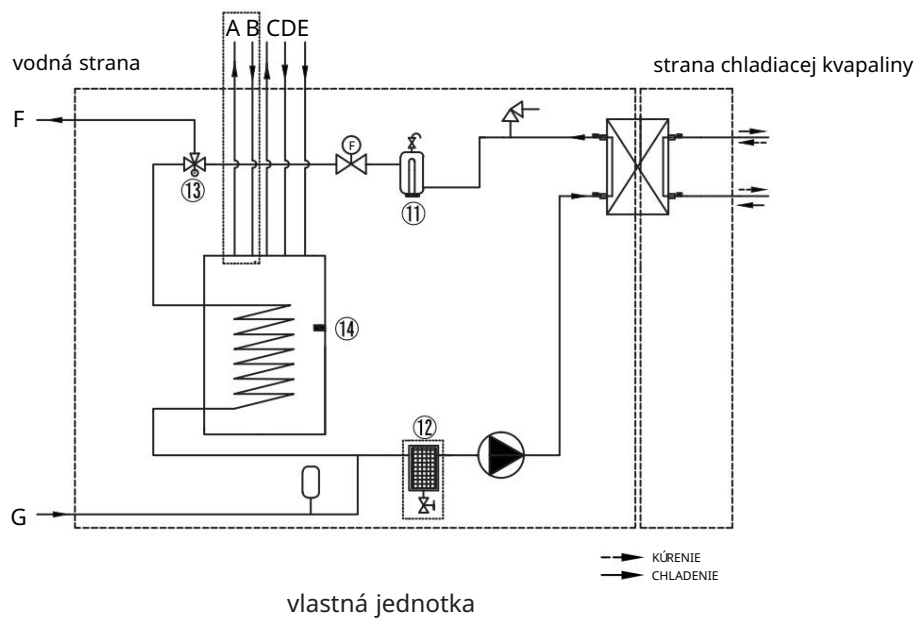 A B CDE
vodná strana
strana chladiacej kvapaliny
F
F
⑬
⑪
⑭
⑫
G
KÚRENIE
CHLADENIE
vlastná jednotka